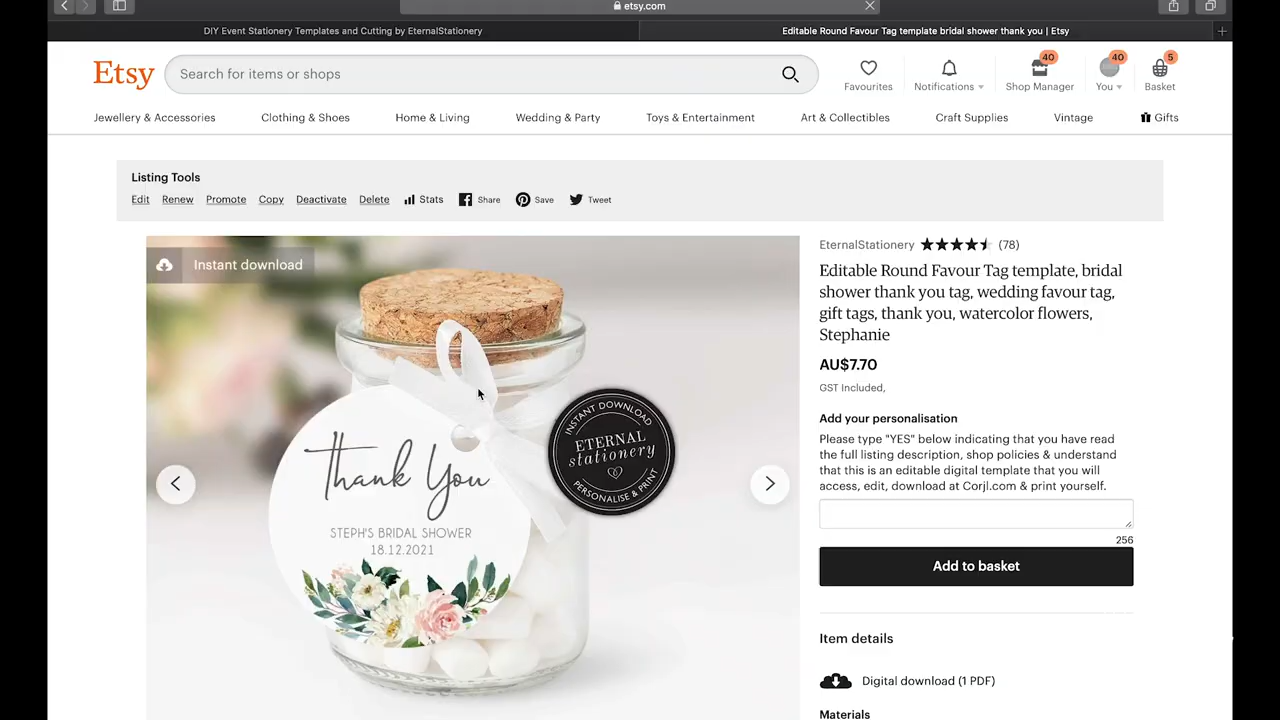 etsy.com
DIY Event Stationery Templates and Cutting by EternalStationery
Editable Round Favour Tag template bridal shower thank you | Etsy
Etsy
Search for items or shops
Favourites
Notifications
40
Shop Manager
40
You
5
Basket
Jewellery & Accessories
Clothing & Shoes
Home & Living
Wedding & Party
Toys & Entertainment
Art & Collectibles
Craft Supplies
Vintage
Gifts
Listing Tools
Edit
Renew
Promote
Copy
Deactivate
Delete
Stats
Share
Save
Tweet
Instant download
Thank You
STEPH'S BRIDAL SHOWER
18.12.2021
INSTANT DOWNLOAD
ETERNAL
stationery
PERSONALISE & PRINT
EternalStationery
(78)
Editable Round Favour Tag template, bridal
shower thank you tag, wedding favour tag,
gift tags, thank you, watercolor flowers,
Stephanie
AU$7.70
GST Included,
Add your personalisation
Please type "YES" below indicating that you have read
the full listing description, shop policies & understand
that this is an editable digital template that you will
access, edit, download at Corjl.com & print yourself.
256
Add to basket
Item details
Digital download (1 PDF)
Materials